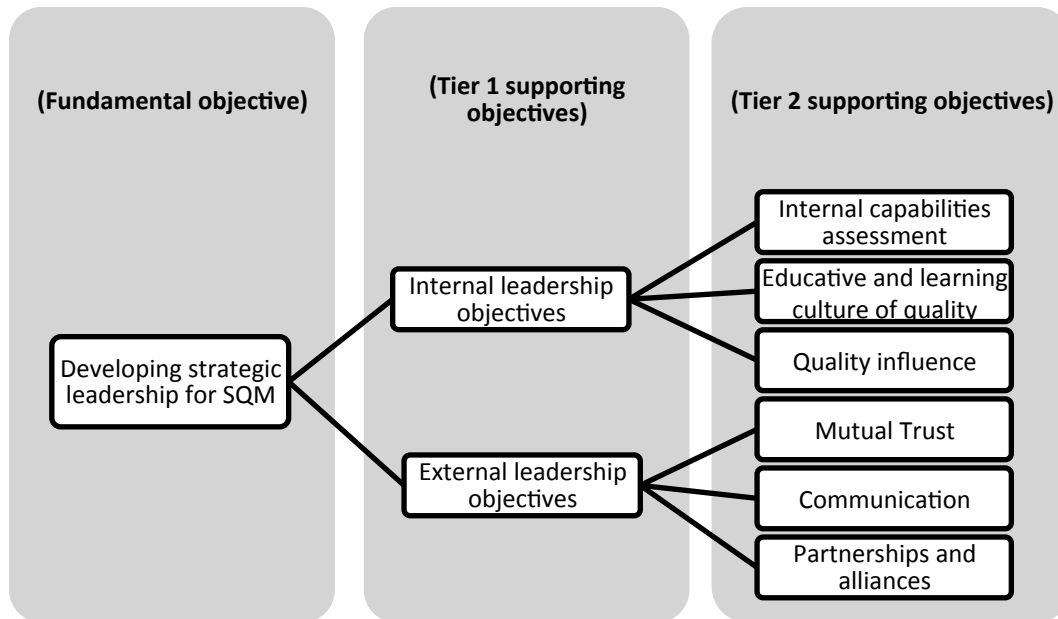 (Fundamental objective)
(Tier 1 supporting
objectives)
(Tier 2 supporting objectives)
Developing strategic
leadership for SQM
Internal leadership
objectives
External leadership
objectives
Internal capabilities
assessment
Educative and learning
culture of quality
Quality influence
Mutual Trust
Communication
Partnerships and
alliances